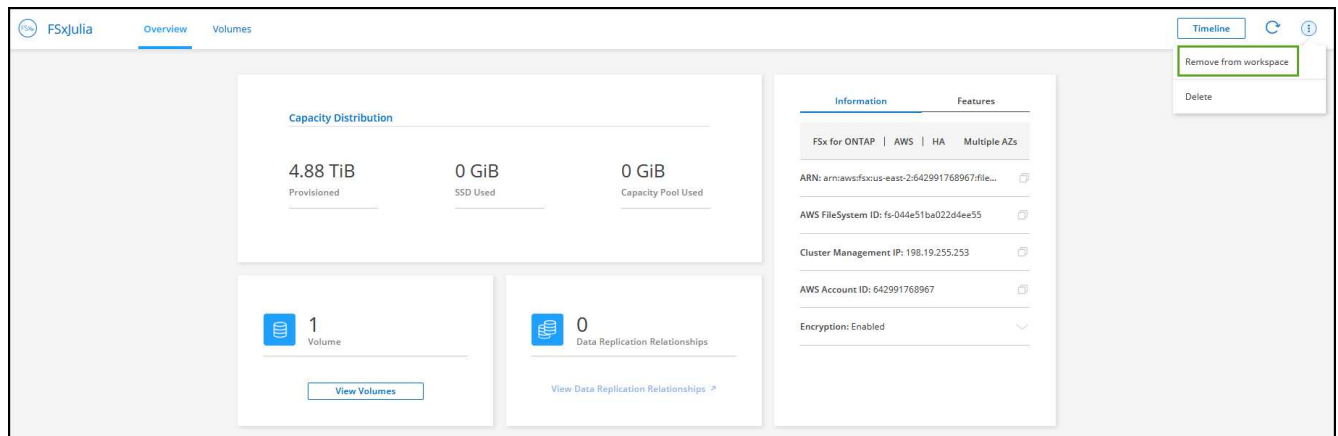 FSxN FSxJulia Overview Volumes Timeline
Remove from workspace
Delete
Capacity Distribution
4.88 TiB 0 GiB 0 GiB
Provisioned SSD Used Capacity Pool Used
1
Volume
View Volumes
0
Data Replication Relationships
View Data Replication Relationships ↗
Information Features
FSx for ONTAP | AWS | HA Multiple AZs
ARN: arn:aws:fsx:us-east-2:642991768967:file...
AWS FileSystem ID: fs-044e51ba022d4ee55
Cluster Management IP: 198.19.255.253
AWS Account ID: 642991768967
Encryption: Enabled